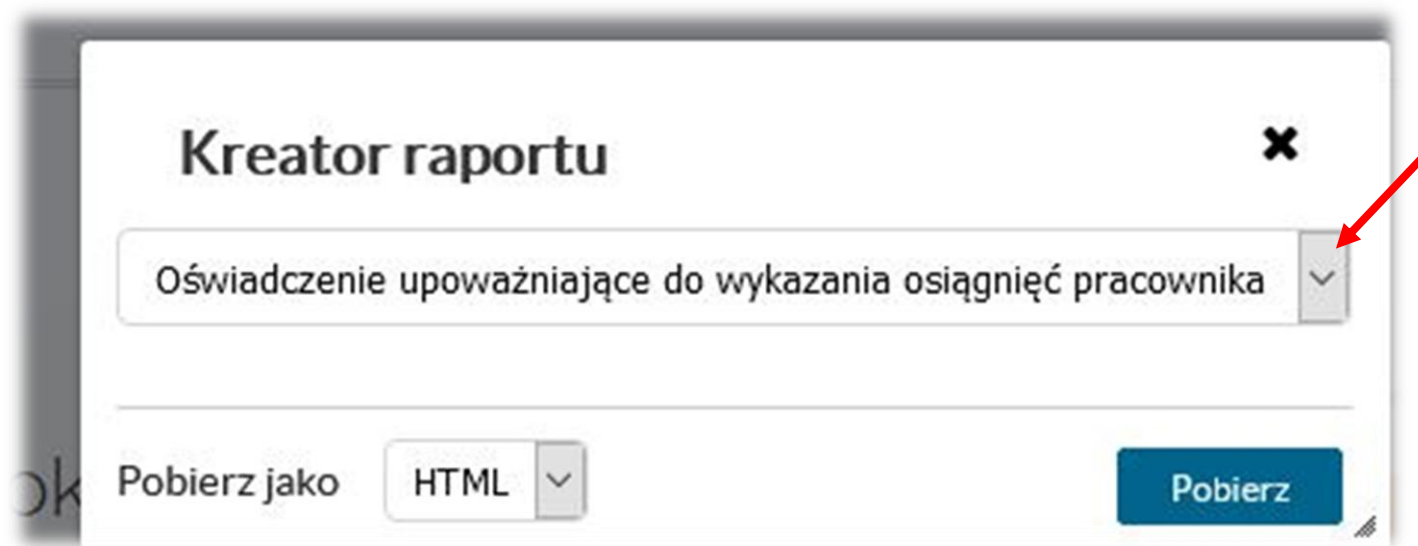 Kreator raportu
Oświadczenie upoważniające do wykazania osiągnięć pracownika
Pobierz jako HTML Pobierz